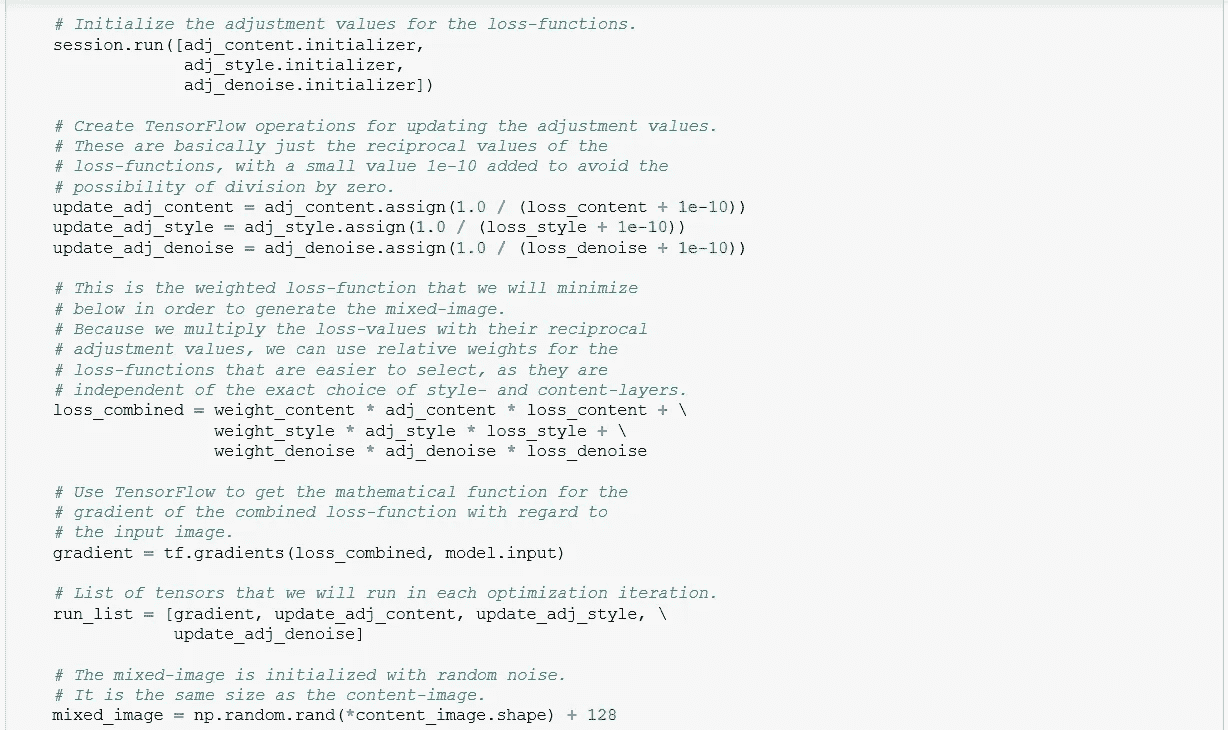 # Initialize the adjustment values for the loss-functions.
session.run([adj_content.initializer,
adj_style.initializer,
adj_denoise.initializer])
# Create TensorFlow operations for updating the adjustment values.
# These are basically just the reciprocal values of the
# loss-functions, with a small value 1e-10 added to avoid the
# possibility of division by zero.
update_adj_content = adj_content.assign(1.0 / (loss_content + 1e-10))
update_adj_style = adj_style.assign(1.0 / (loss_style + 1e-10))
update_adj_denoise = adj_denoise.assign(1.0 / (loss_denoise + 1e-10))
# This is the weighted loss-function that we will minimize
# below in order to generate the mixed-image.
# Because we multiply the loss-values with their reciprocal
# adjustment values, we can use relative weights for the
# loss-functions that are easier to select, as they are
# independent of the exact choice of style- and content-layers.
loss_combined = weight_content * adj_content * loss_content + \
weight_style * adj_style * loss_style + \
weight_denoise * adj_denoise * loss_denoise
# Use TensorFlow to get the mathematical function for the
# gradient of the combined loss-function with regard to
# the input image.
gradient = tf.gradients(loss_combined, model.input)
# List of tensors that we will run in each optimization iteration.
run_list = [gradient, update_adj_content, update_adj_style, \
update_adj_denoise]
# The mixed-image is initialized with random noise.
# It is the same size as the content-image.
mixed_image = np.random.rand(*content_image.shape) + 128